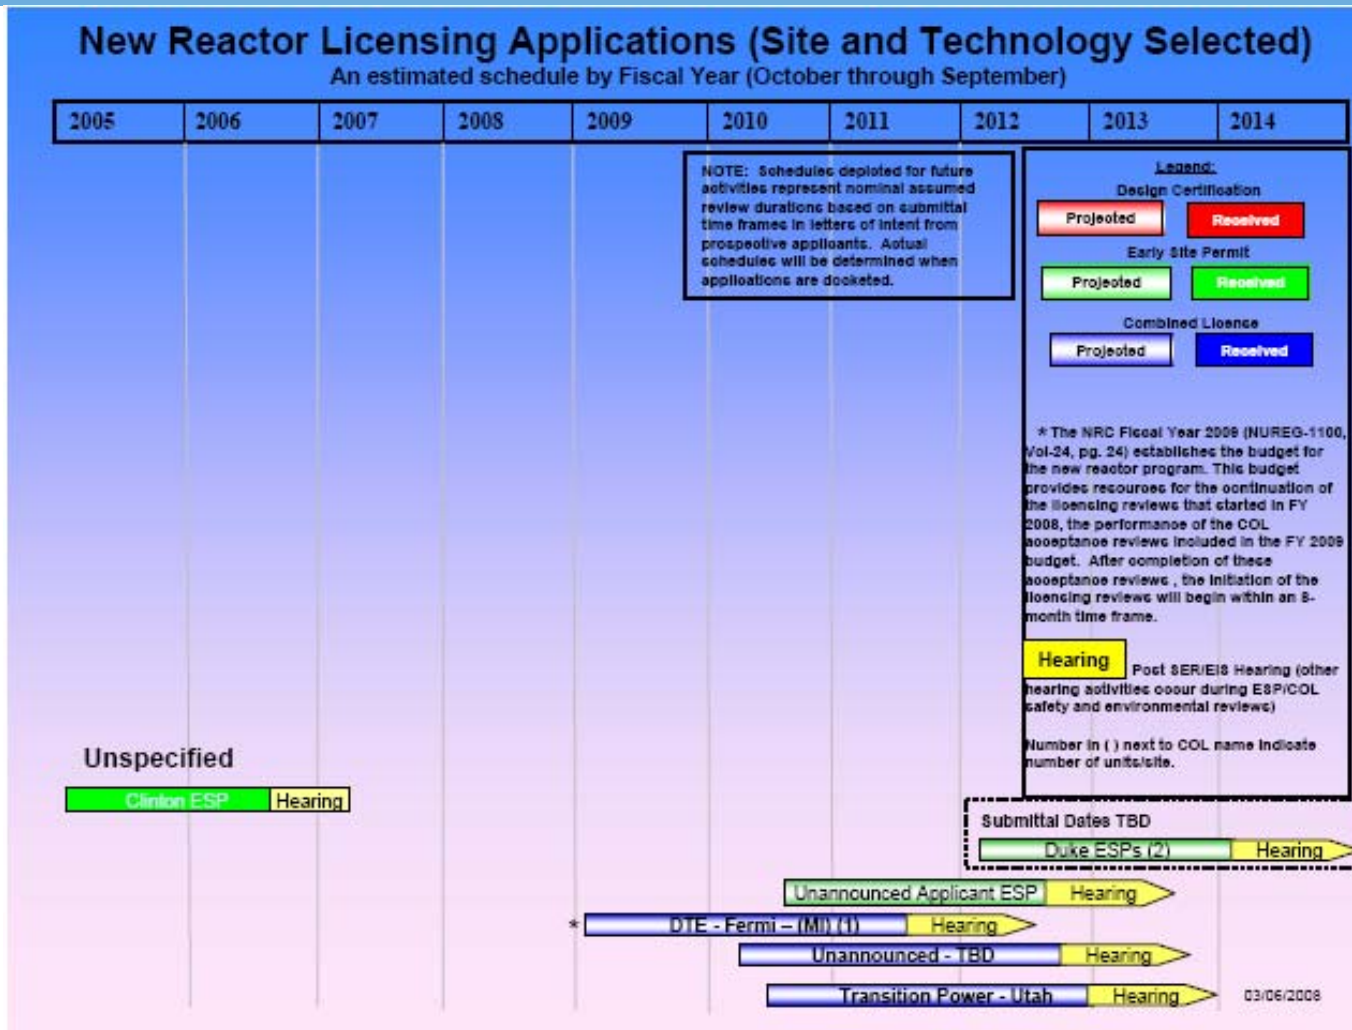 New Reactor Licensing Applications (Site and Technology Selected)
An estimated schedule by Fiscal Year (October through September)
2005 2006 2007 2008 2009 2010 2011 2012 2013 2014
NOTE: Schedules depicted for future
activities represent nominal assumed
review durations based on submittal
time frames in letters of intent from
prospective applicants. Actual
schedules will be determined when
applications are docketed.
Legend:
Design Certification
Projected Received
Early Site Permit
Projected Received
Combined License
Projected Received
* The NRC Fiscal Year 2009 (NUREG-1100,
Vol-24, pg. 24) establishes the budget for
the new reactor program. This budget
provides resources for the continuation of
the licensing reviews that started in FY
2008, the performance of the COL
acceptance reviews included in the FY 2009
budget. After completion of these
acceptance reviews , the initiation of the
licensing reviews will begin within an 8-
month time frame.
Hearing Post SER/EIS Hearing (other
hearing activities occur during ESP/COL
safety and environmental reviews)
Number in ( ) next to COL name indicate
number of units/site.
Unspecified
Clinton ESP Hearing
Submittal Dates TBD
Duke ESPs (2) Hearing
Unannounced Applicant ESP Hearing
* DTE - Fermi – (MI) (1) Hearing
Unannounced - TBD Hearing
Transition Power - Utah Hearing
03/06/2008